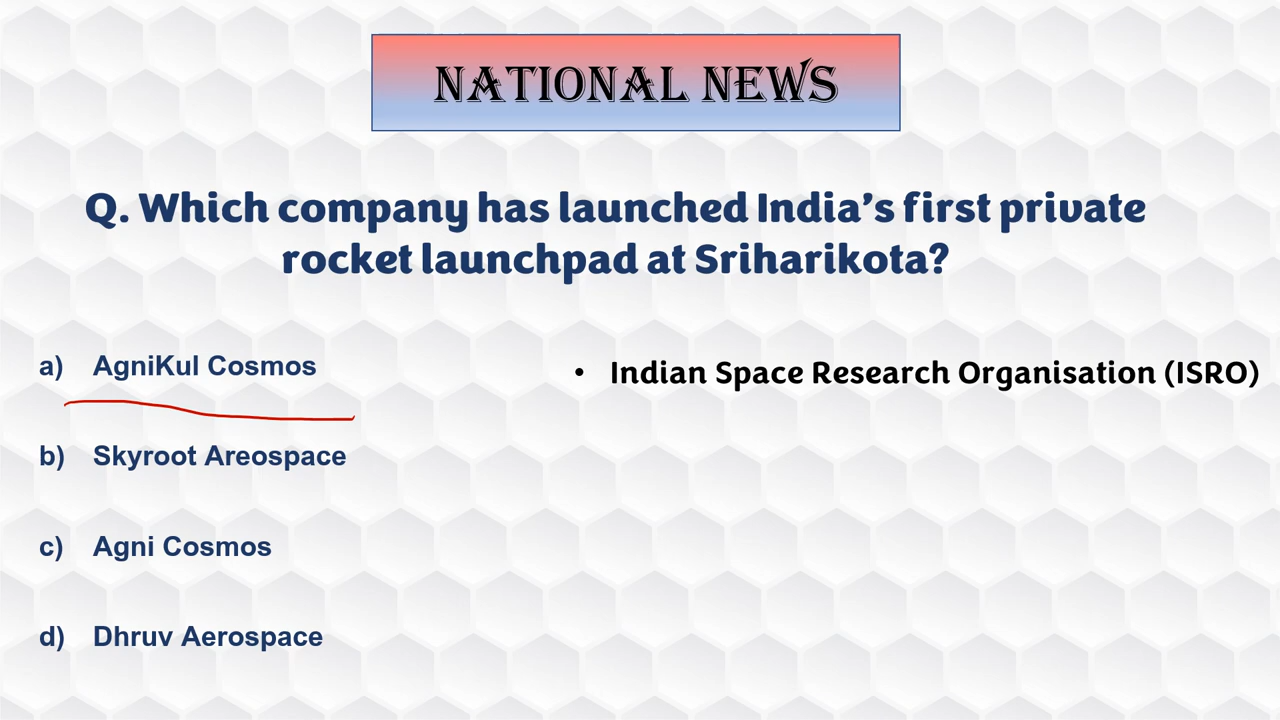 NATIONAL NEWS
Q. Which company has launched India’s first private
rocket launchpad at Sriharikota?
a) AgniKul Cosmos
• Indian Space Research Organisation (ISRO)
b) Skyroot Areospace
c) Agni Cosmos
d) Dhruv Aerospace